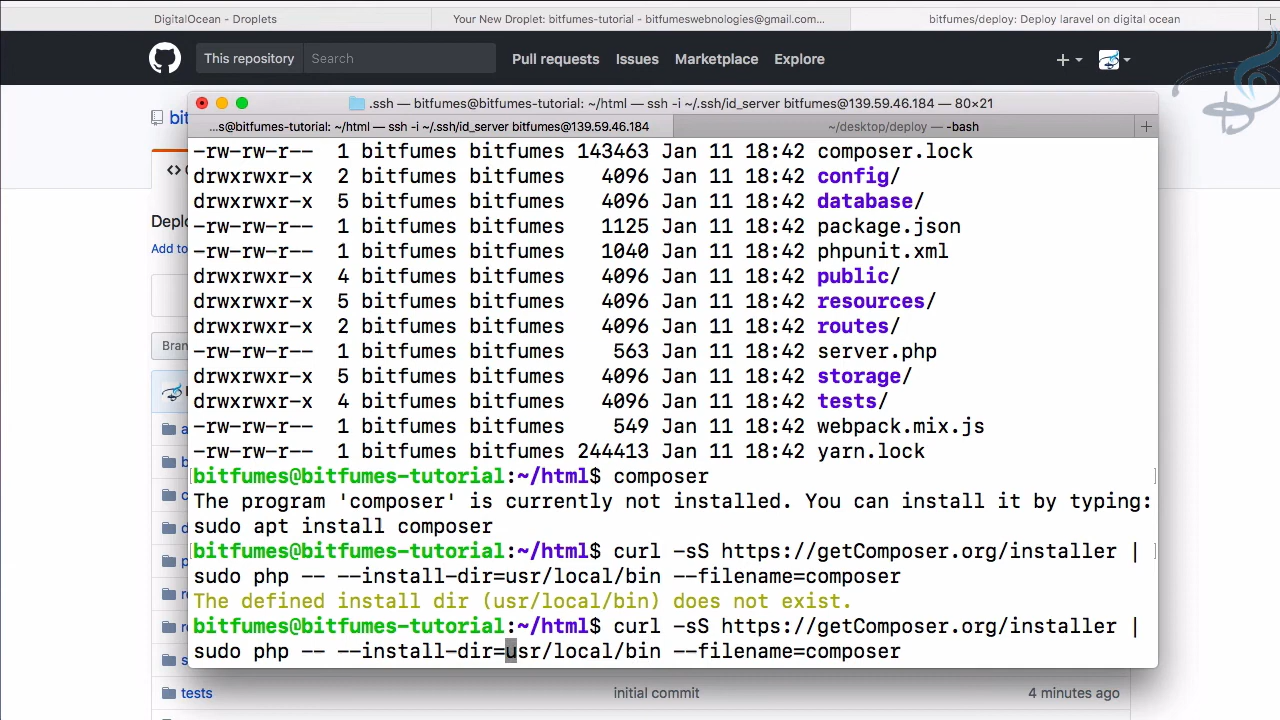 DigitalOcean - Droplets
Your New Droplet: bitfumes-tutorial - bitfumeswebnologies@gmail.com...
bitfumes/deploy: Deploy laravel on digital ocean
This repository
Search
Pull requests
Issues
Marketplace
Explore
.ssh — bitfumes@bitfumes-tutorial: ~/html — ssh -i ~/.ssh/id_server bitfumes@139.59.46.184 — 80×21
...s@bitfumes-tutorial: ~/html — ssh -i ~/.ssh/id_server bitfumes@139.59.46.184
~/desktop/deploy — -bash
-rw-rw-r-- 1 bitfumes bitfumes 143463 Jan 11 18:42 composer.lock
drwxrwxr-x 2 bitfumes bitfumes 4096 Jan 11 18:42 config/
drwxrwxr-x 5 bitfumes bitfumes 4096 Jan 11 18:42 database/
-rw-rw-r-- 1 bitfumes bitfumes 1125 Jan 11 18:42 package.json
-rw-rw-r-- 1 bitfumes bitfumes 1040 Jan 11 18:42 phpunit.xml
drwxrwxr-x 4 bitfumes bitfumes 4096 Jan 11 18:42 public/
drwxrwxr-x 5 bitfumes bitfumes 4096 Jan 11 18:42 resources/
drwxrwxr-x 2 bitfumes bitfumes 4096 Jan 11 18:42 routes/
-rw-rw-r-- 1 bitfumes bitfumes 563 Jan 11 18:42 server.php
drwxrwxr-x 5 bitfumes bitfumes 4096 Jan 11 18:42 storage/
drwxrwxr-x 4 bitfumes bitfumes 4096 Jan 11 18:42 tests/
-rw-rw-r-- 1 bitfumes bitfumes 549 Jan 11 18:42 webpack.mix.js
-rw-rw-r-- 1 bitfumes bitfumes 244413 Jan 11 18:42 yarn.lock
bitfumes@bitfumes-tutorial:~/html$ composer
The program 'composer' is currently not installed. You can install it by typing:
sudo apt install composer
bitfumes@bitfumes-tutorial:~/html$ curl -sS https://getComposer.org/installer |
sudo php -- --install-dir=usr/local/bin --filename=composer
The defined install dir (usr/local/bin) does not exist.
bitfumes@bitfumes-tutorial:~/html$ curl -sS https://getComposer.org/installer |
sudo php -- --install-dir=usr/local/bin --filename=composer
bit
Deplo
Add to
Bran
tests
initial commit
4 minutes ago